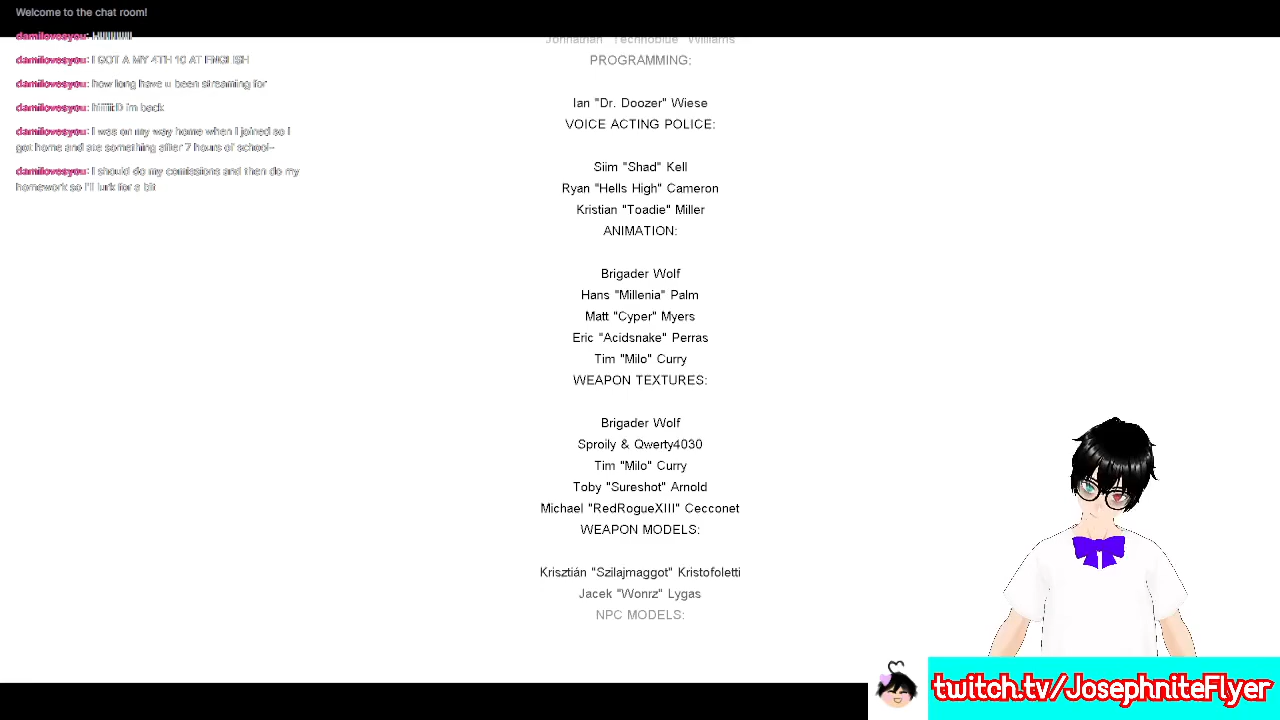 Welcome to the chat room!
damilovesyou: HIIIIIIIIIII
damilovesyou: I GOT A MY 4TH 10 AT ENGLISH
damilovesyou: how long have u been streaming for
damilovesyou: hiiiiii:D i'm back
damilovesyou: I was on my way home when I joined so i
got home and ate something after 7 hours of school~
damilovesyou: I should do my comissions and then do my
homework so i'll lurk for a bit
Johnathan "Technoblue" Williams
PROGRAMMING:
Ian "Dr. Doozer" Wiese
VOICE ACTING POLICE:
Siim "Shad" Kell
Ryan "Hells High" Cameron
Kristian "Toadie" Miller
ANIMATION:
Brigader Wolf
Hans "Millenia" Palm
Matt "Cyper" Myers
Eric "Acidsnake" Perras
Tim "Milo" Curry
WEAPON TEXTURES:
Brigader Wolf
Sproily & Qwerty4030
Tim "Milo" Curry
Toby "Sureshot" Arnold
Michael "RedRogueXIII" Cecconet
WEAPON MODELS:
Krisztián "Szilajmaggot" Kristofoletti
Jacek "Wonrz" Lygas
NPC MODELS:
twitch.tv/JosephniteFlyer